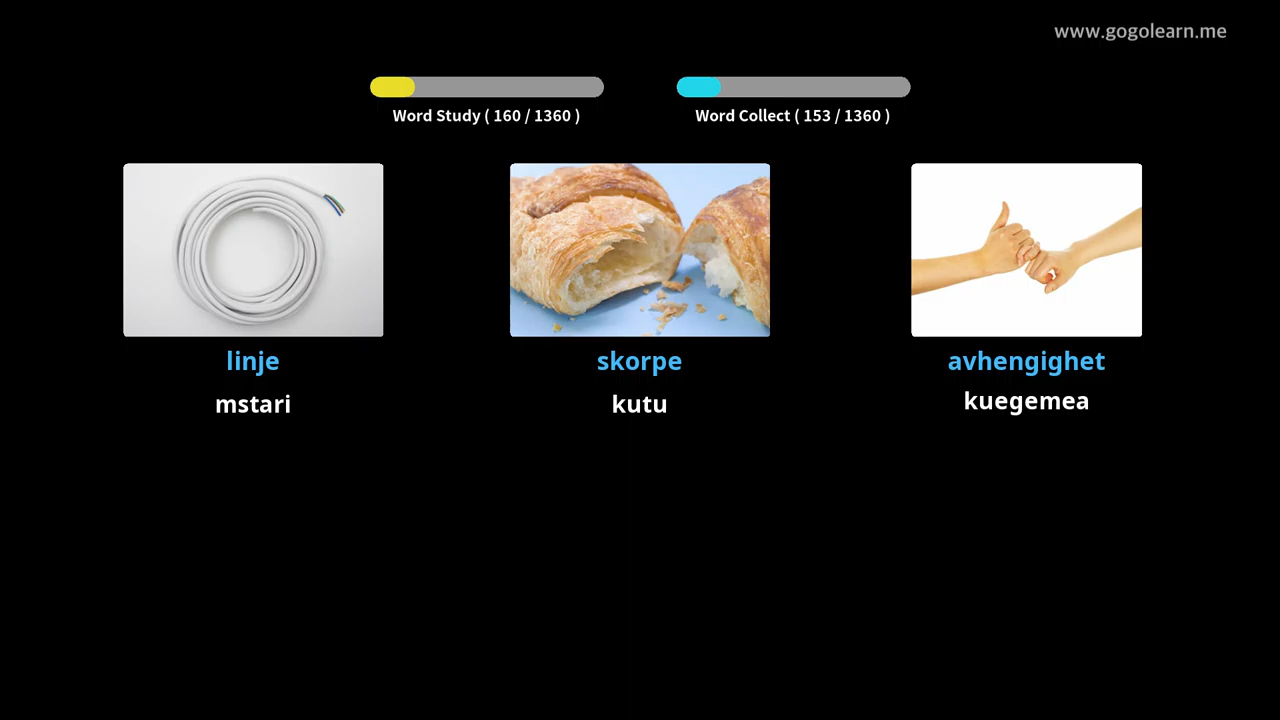 www.gogolearn.me
Word Study ( 160 / 1360 )
Word Collect ( 153 / 1360 )
linje
skorpe
avhengighet
mstari
kutu
kuegemea